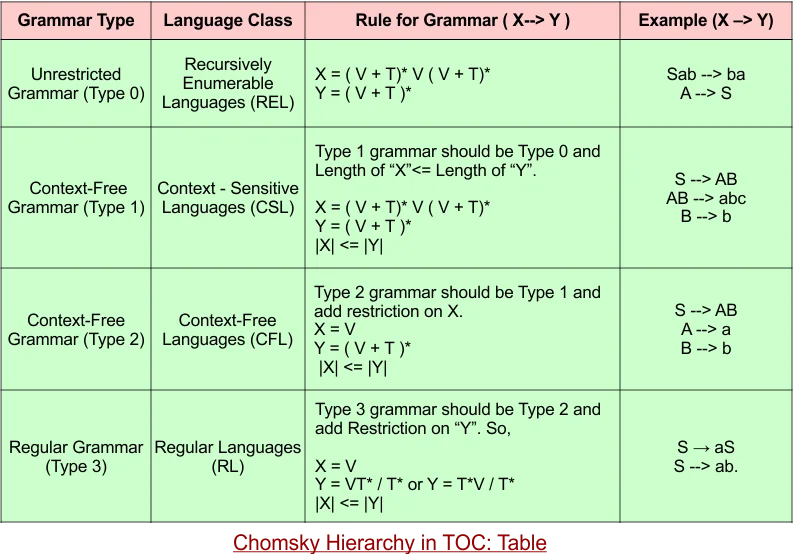 Grammar Type
Language Class
Rule for Grammar ( X--> Y )
Example (X –> Y)
Unrestricted
Grammar (Type 0)
Recursively
Enumerable
Languages (REL)
X = ( V + T)* V ( V + T)*
Y = ( V + T )*
Sab --> ba
A --> S
Context-Free
Grammar (Type 1)
Context - Sensitive
Languages (CSL)
Type 1 grammar should be Type 0 and
Length of “X”<= Length of “Y”.
X = ( V + T)* V ( V + T)*
Y = ( V + T )*
|X| <= |Y|
S --> AB
AB --> abc
B --> b
Context-Free
Grammar (Type 2)
Context-Free
Languages (CFL)
Type 2 grammar should be Type 1 and
add restriction on X.
X = V
Y = ( V + T )*
|X| <= |Y|
S --> AB
A --> a
B --> b
Regular Grammar
(Type 3)
Regular Languages
(RL)
Type 3 grammar should be Type 2 and
add Restriction on “Y”. So,
X = V
Y = VT* / T* or Y = T*V / T*
|X| <= |Y|
S → aS
S --> ab.
Chomsky Hierarchy in TOC: Table